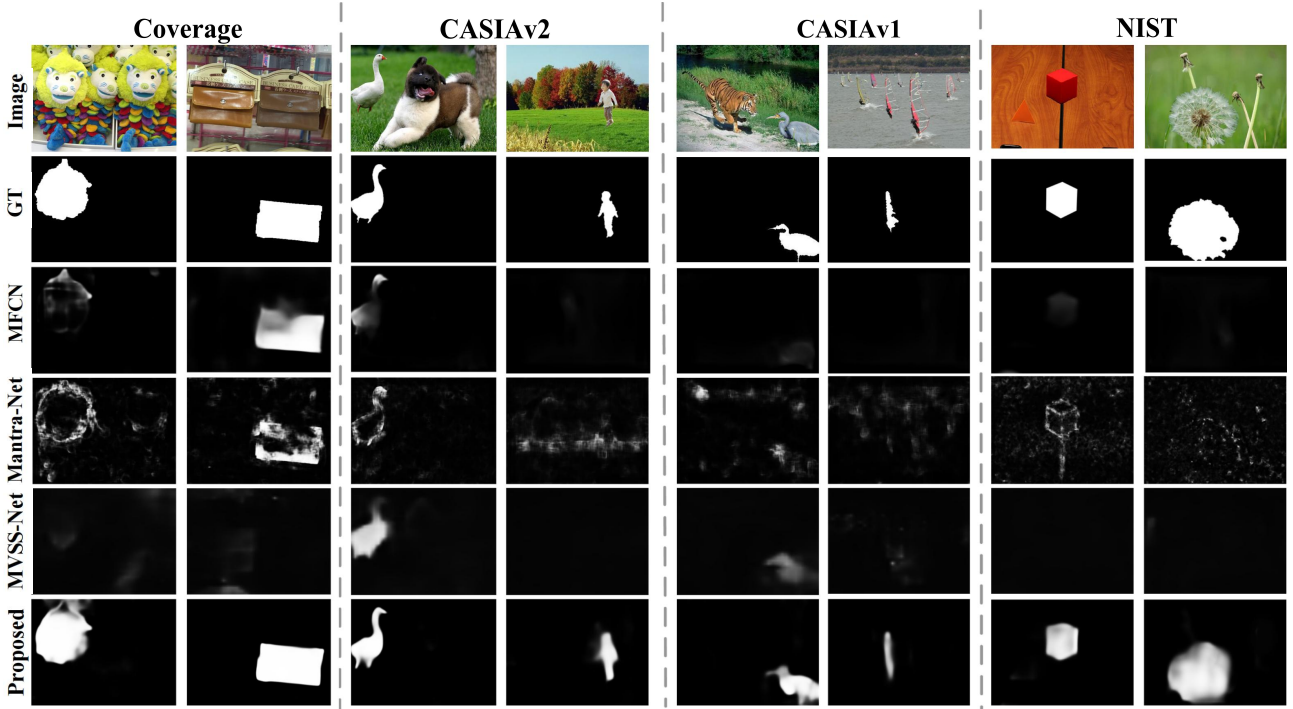 Coverage CASIAv2 CASIAv1 NIST
Image
GT
MFCN
Mantra-Net
MVSS-Net
Proposed